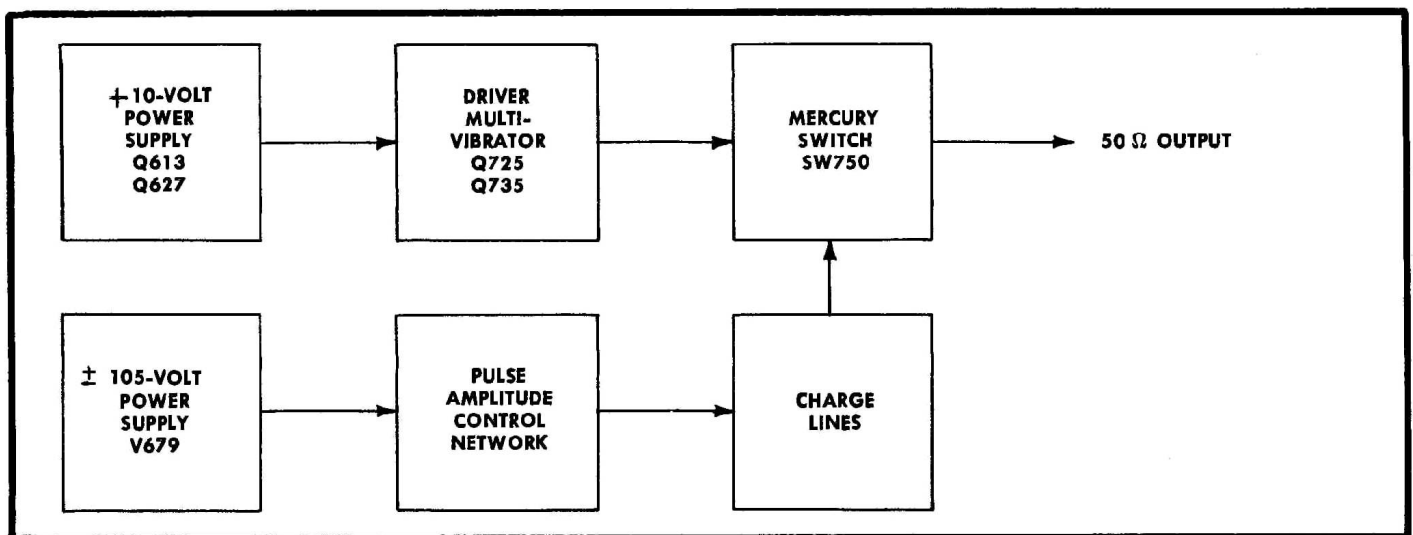 +10-VOLT
POWER
SUPPLY
Q613
Q627
DRIVER
MULTI-
VIBRATOR
Q725
Q735
MERCURY
SWITCH
SW750
50 Ω OUTPUT
± 105-VOLT
POWER
SUPPLY
V679
PULSE
AMPLITUDE
CONTROL
NETWORK
CHARGE
LINES